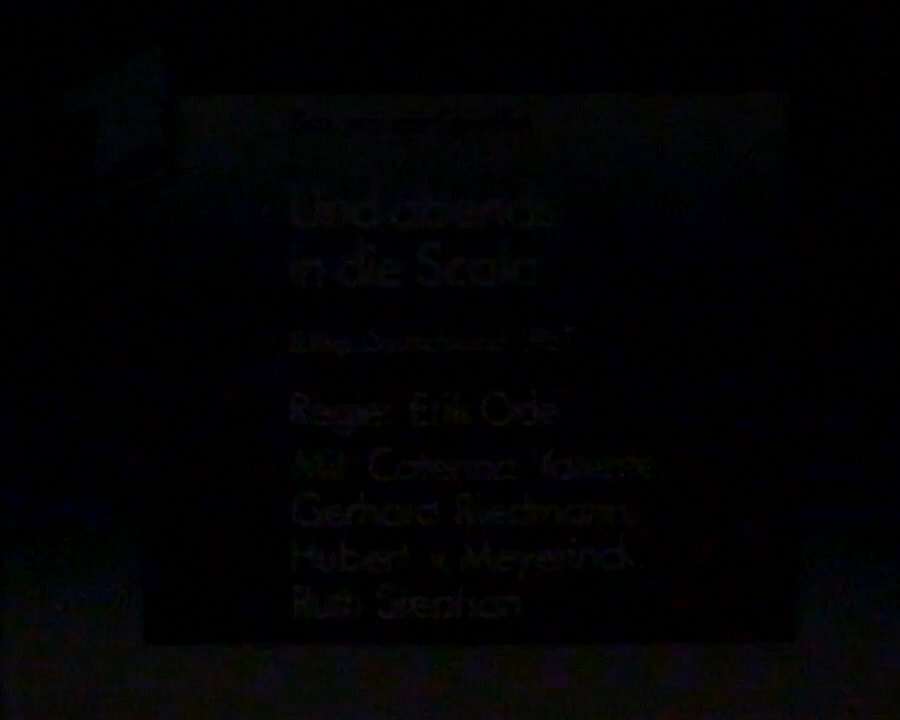 Und abends
in die Scala
Regie: Erik Ode
Mit: Caterina Valente,
Gerhard Riedmann,
Hubert v. Meyerinck,
Ruth Stephan